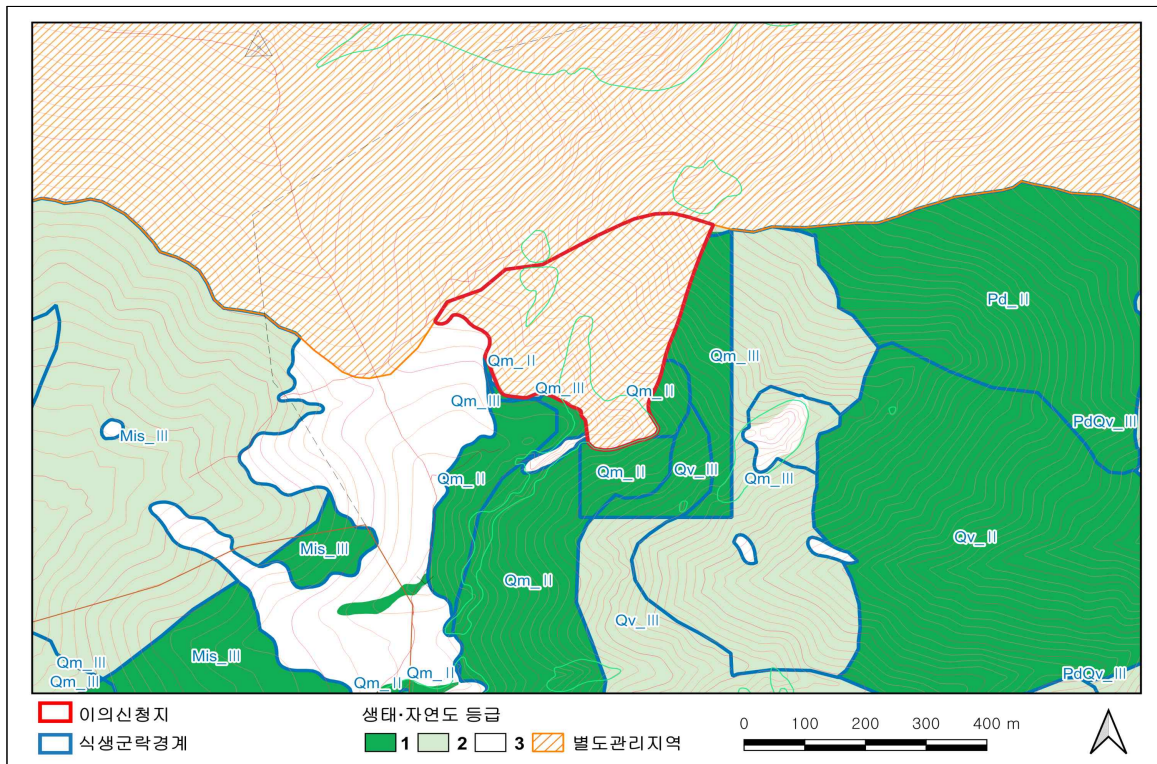 Pd_Ⅱ
Qm_Ⅲ
Qm_Ⅱ
Qm_Ⅲ
Qm_Ⅱ
Qm_Ⅲ
PdQv_Ⅲ
Mis_Ⅲ
Qm_Ⅱ
Qm_Ⅱ
Qv_Ⅲ
Qm_Ⅲ
Qv_Ⅱ
Mis_Ⅲ
Qm_Ⅱ
Qv_Ⅲ
Mis_Ⅲ
Qm_Ⅲ
Qm_Ⅲ
Qm_Ⅱ
Qm_Ⅱ
PdQv_Ⅲ
이의신청지
식생군락경계
생태·자연도 등급
1 2 3 별도관리지역
0 100 200 300 400 m